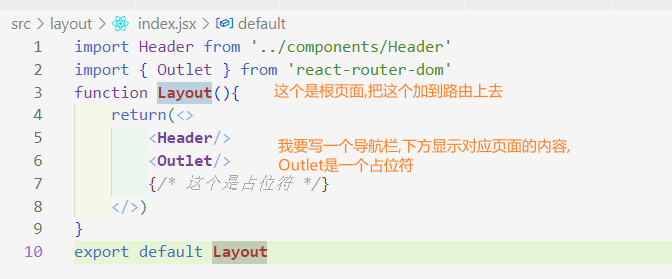 src > layout > index.jsx > default
1 import Header from '../components/Header'
2 import { Outlet } from 'react-router-dom'
3 function Layout(){ 这个是根页面,把这个加到路由上去
4 return(<>
5 <Header/> 我要写一个导航栏,下方显示对应页面的内容,
6 <Outlet/> Outlet是一个占位符
7 {/* 这个是占位符 */}
8 </>)
9 }
10 export default Layout